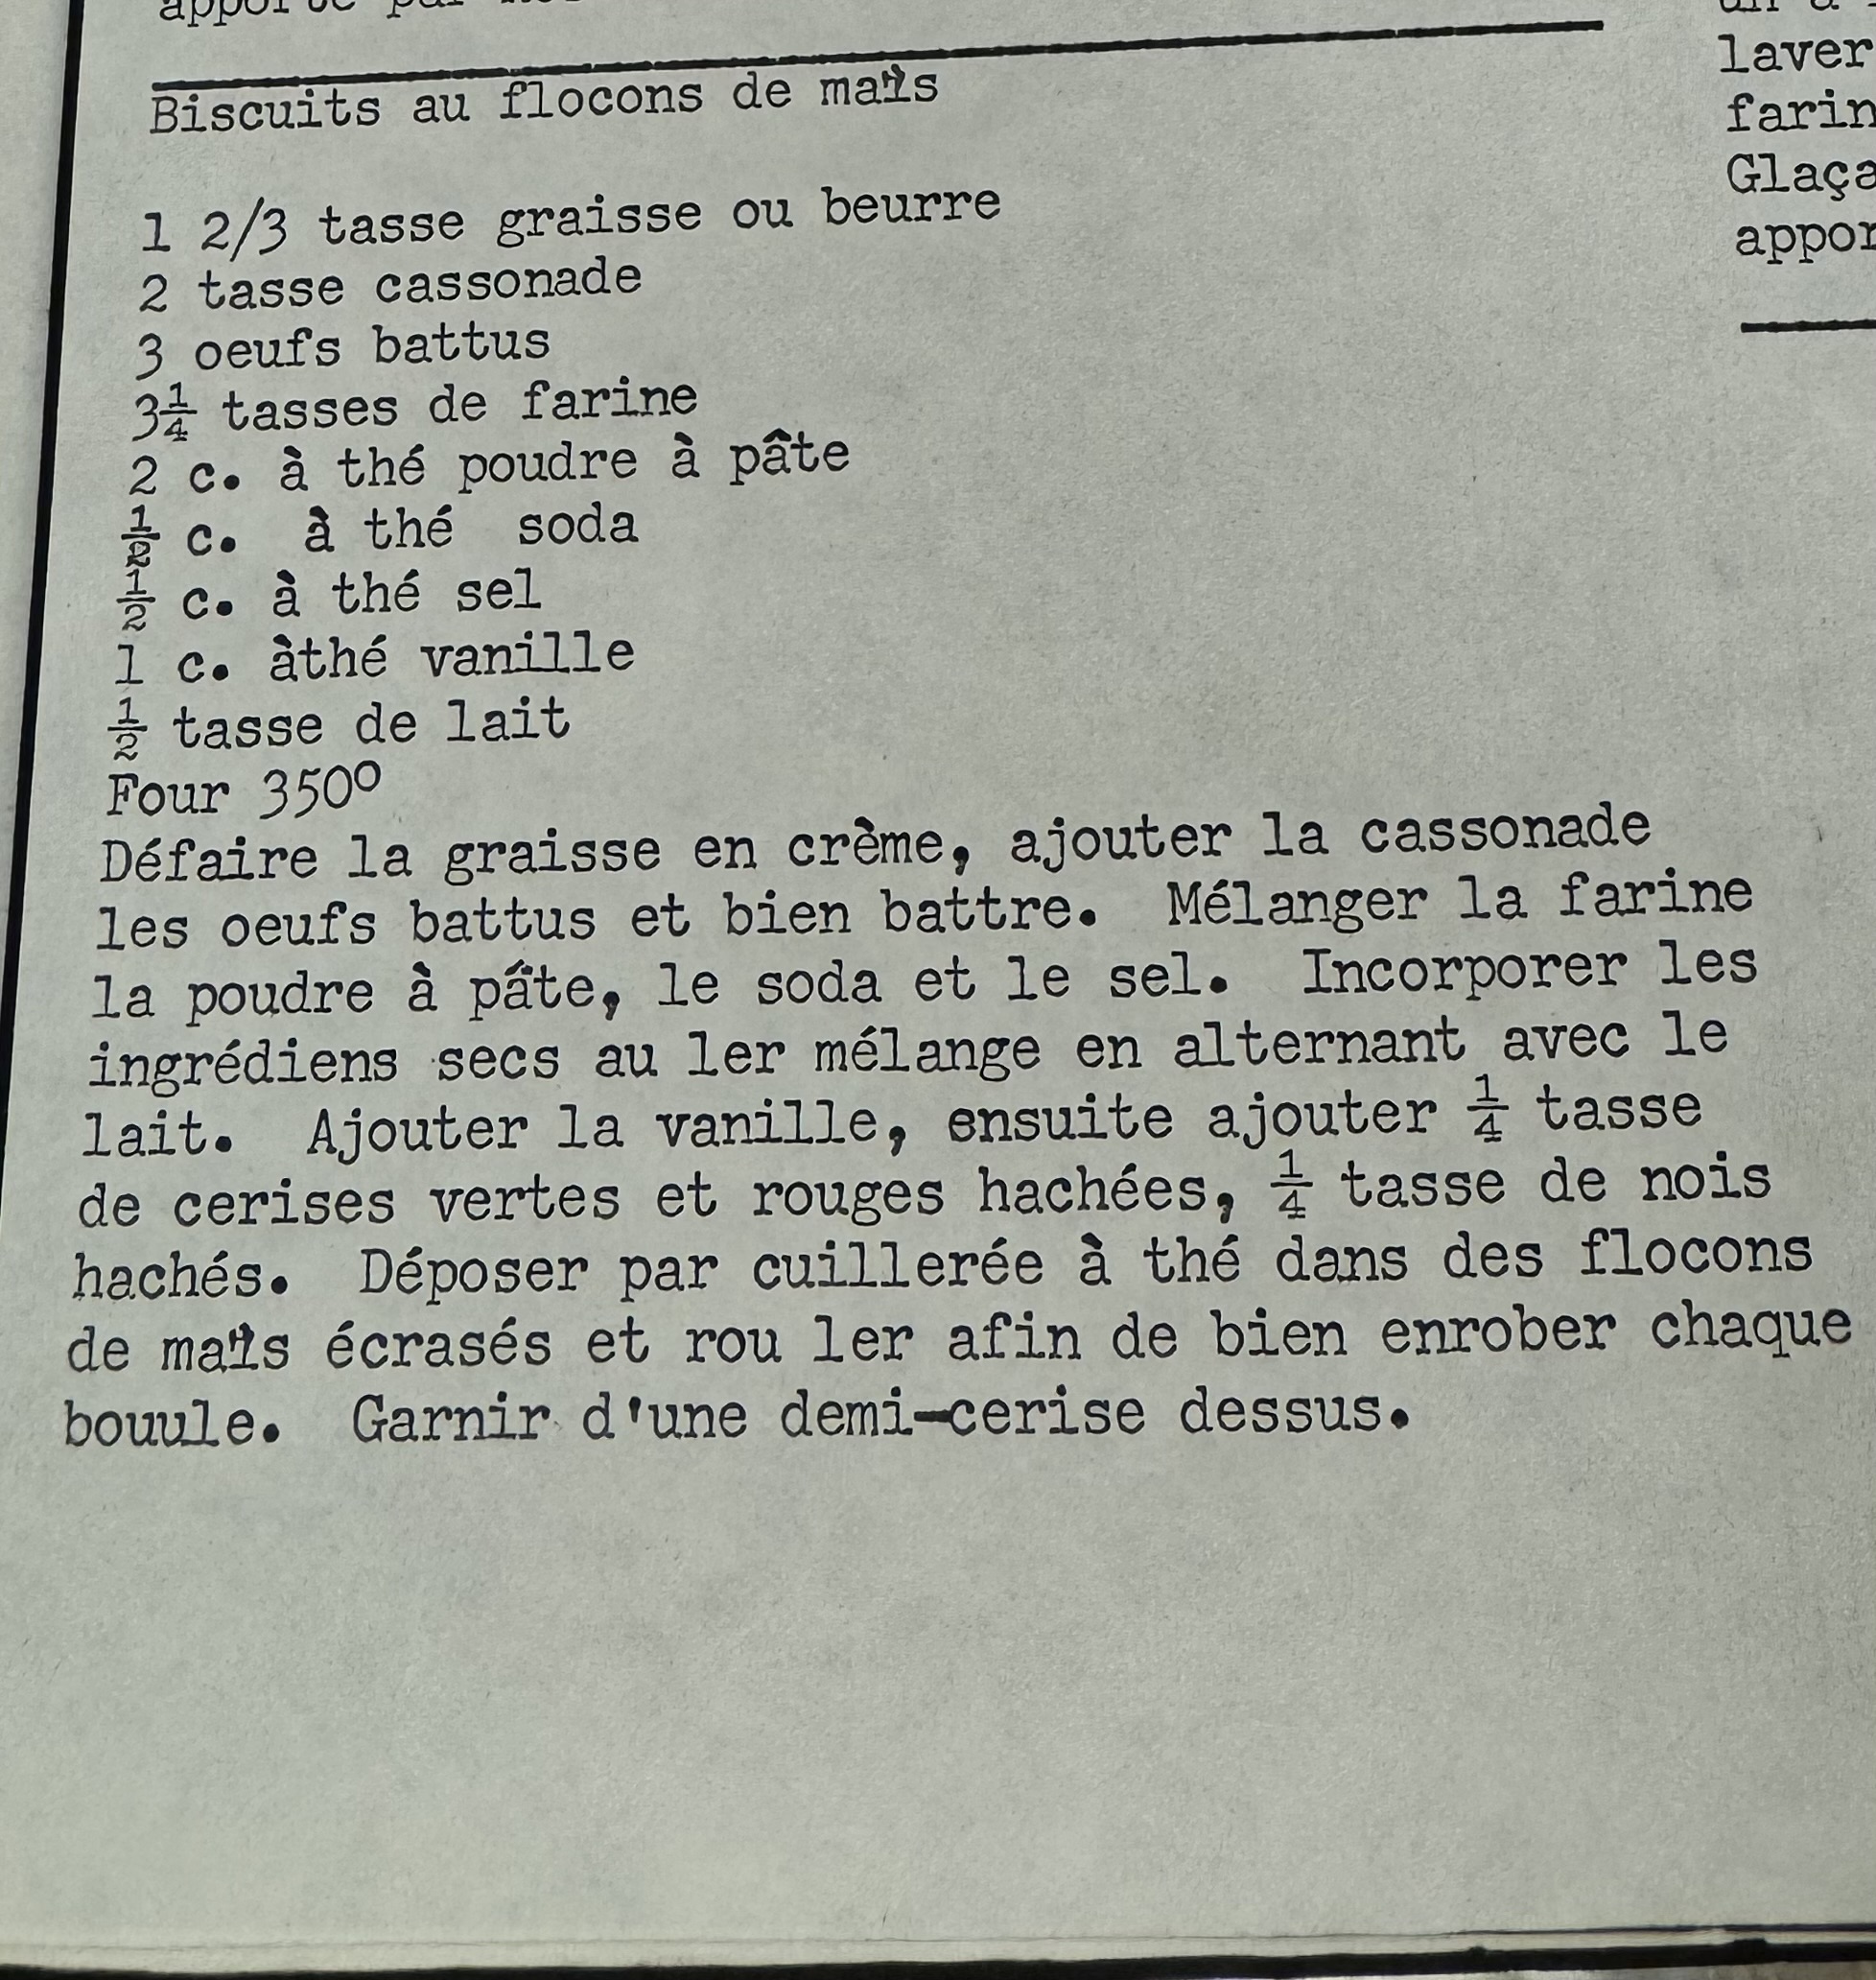 apporté par
Biscuits au flocons de maïs

1 2/3 tasse graisse ou beurre
2 tasse cassonade
3 oeufs battus
3¼ tasses de farine
2 c. à thé poudre à pâte
½ c. à thé soda
½ c. à thé sel
1 c. àthé vanille
½ tasse de lait
Four 350º
Défaire la graisse en crème, ajouter la cassonade
les oeufs battus et bien battre. Mélanger la farine
la poudre à pâte, le soda et le sel. Incorporer les
ingrédiens secs au 1er mélange en alternant avec le
lait. Ajouter la vanille, ensuite ajouter ¼ tasse
de cerises vertes et rouges hachées, ¼ tasse de nois
hachés. Déposer par cuillerée à thé dans des flocons
de maïs écrasés et rou ler afin de bien enrober chaque
bouule. Garnir d'une demi-cerise dessus.
laver
farin
Glaça
appor